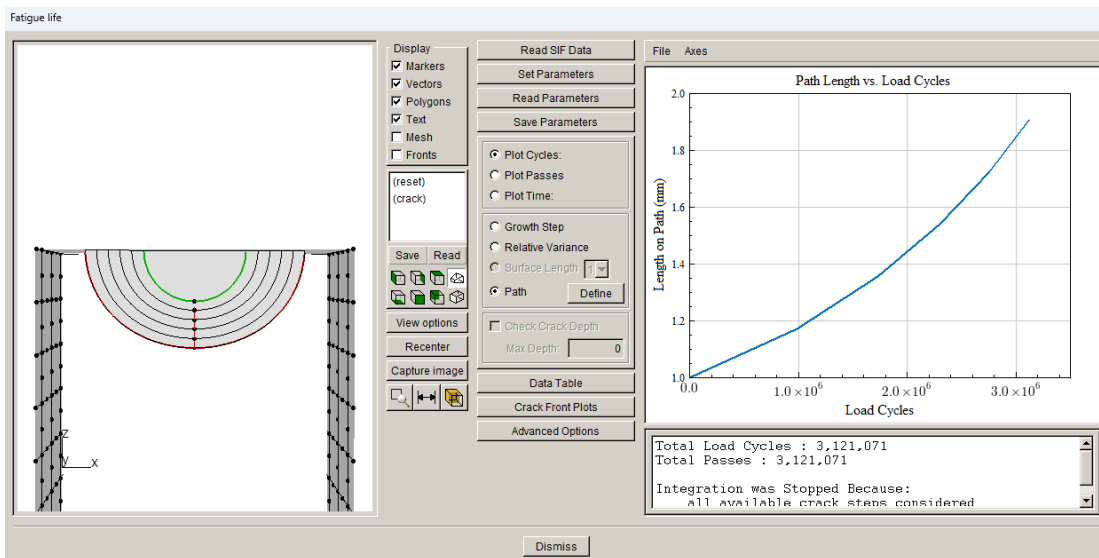 Fatigue life
z
y
x
Display
Markers
Vectors
Polygons
Text
Mesh
Fronts
(reset)
(crack)
Save Read
View options
Recenter
Capture image
Read SIF Data
Set Parameters
Read Parameters
Save Parameters
Plot Cycles:
Plot Passes
Plot Time:
Growth Step
Relative Variance
Surface Length 1
Path Define
Check Crack Depth
Max Depth: 0
Data Table
Crack Front Plots
Advanced Options
File Axes
Path Length vs. Load Cycles
Length on Path (mm)
2.0
1.8
1.6
1.4
1.2
1.0
0.0 1.0 × 10⁶ 2.0 × 10⁶ 3.0 × 10⁶
Load Cycles
Total Load Cycles : 3,121,071
Total Passes : 3,121,071
Integration was Stopped Because:
all available crack steps considered
Dismiss